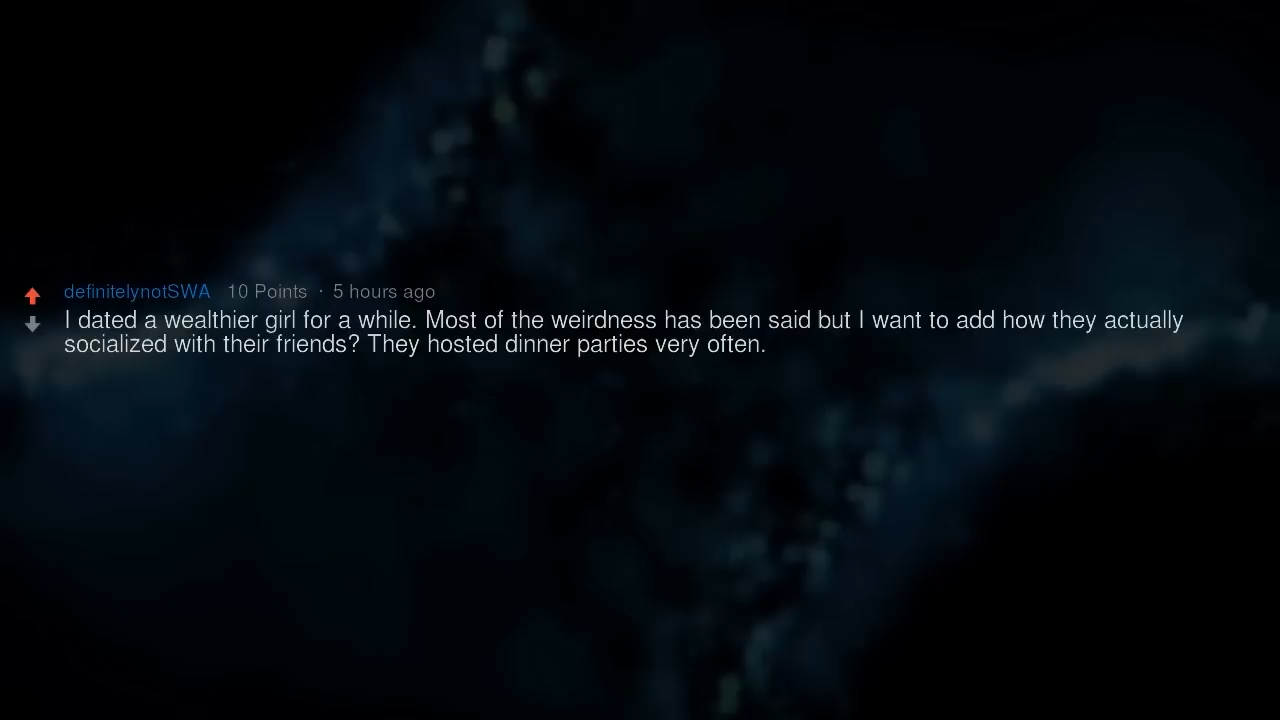 definitelynotSWA 10 Points · 5 hours ago
I dated a wealthier girl for a while. Most of the weirdness has been said but I want to add how they actually
socialized with their friends? They hosted dinner parties very often.